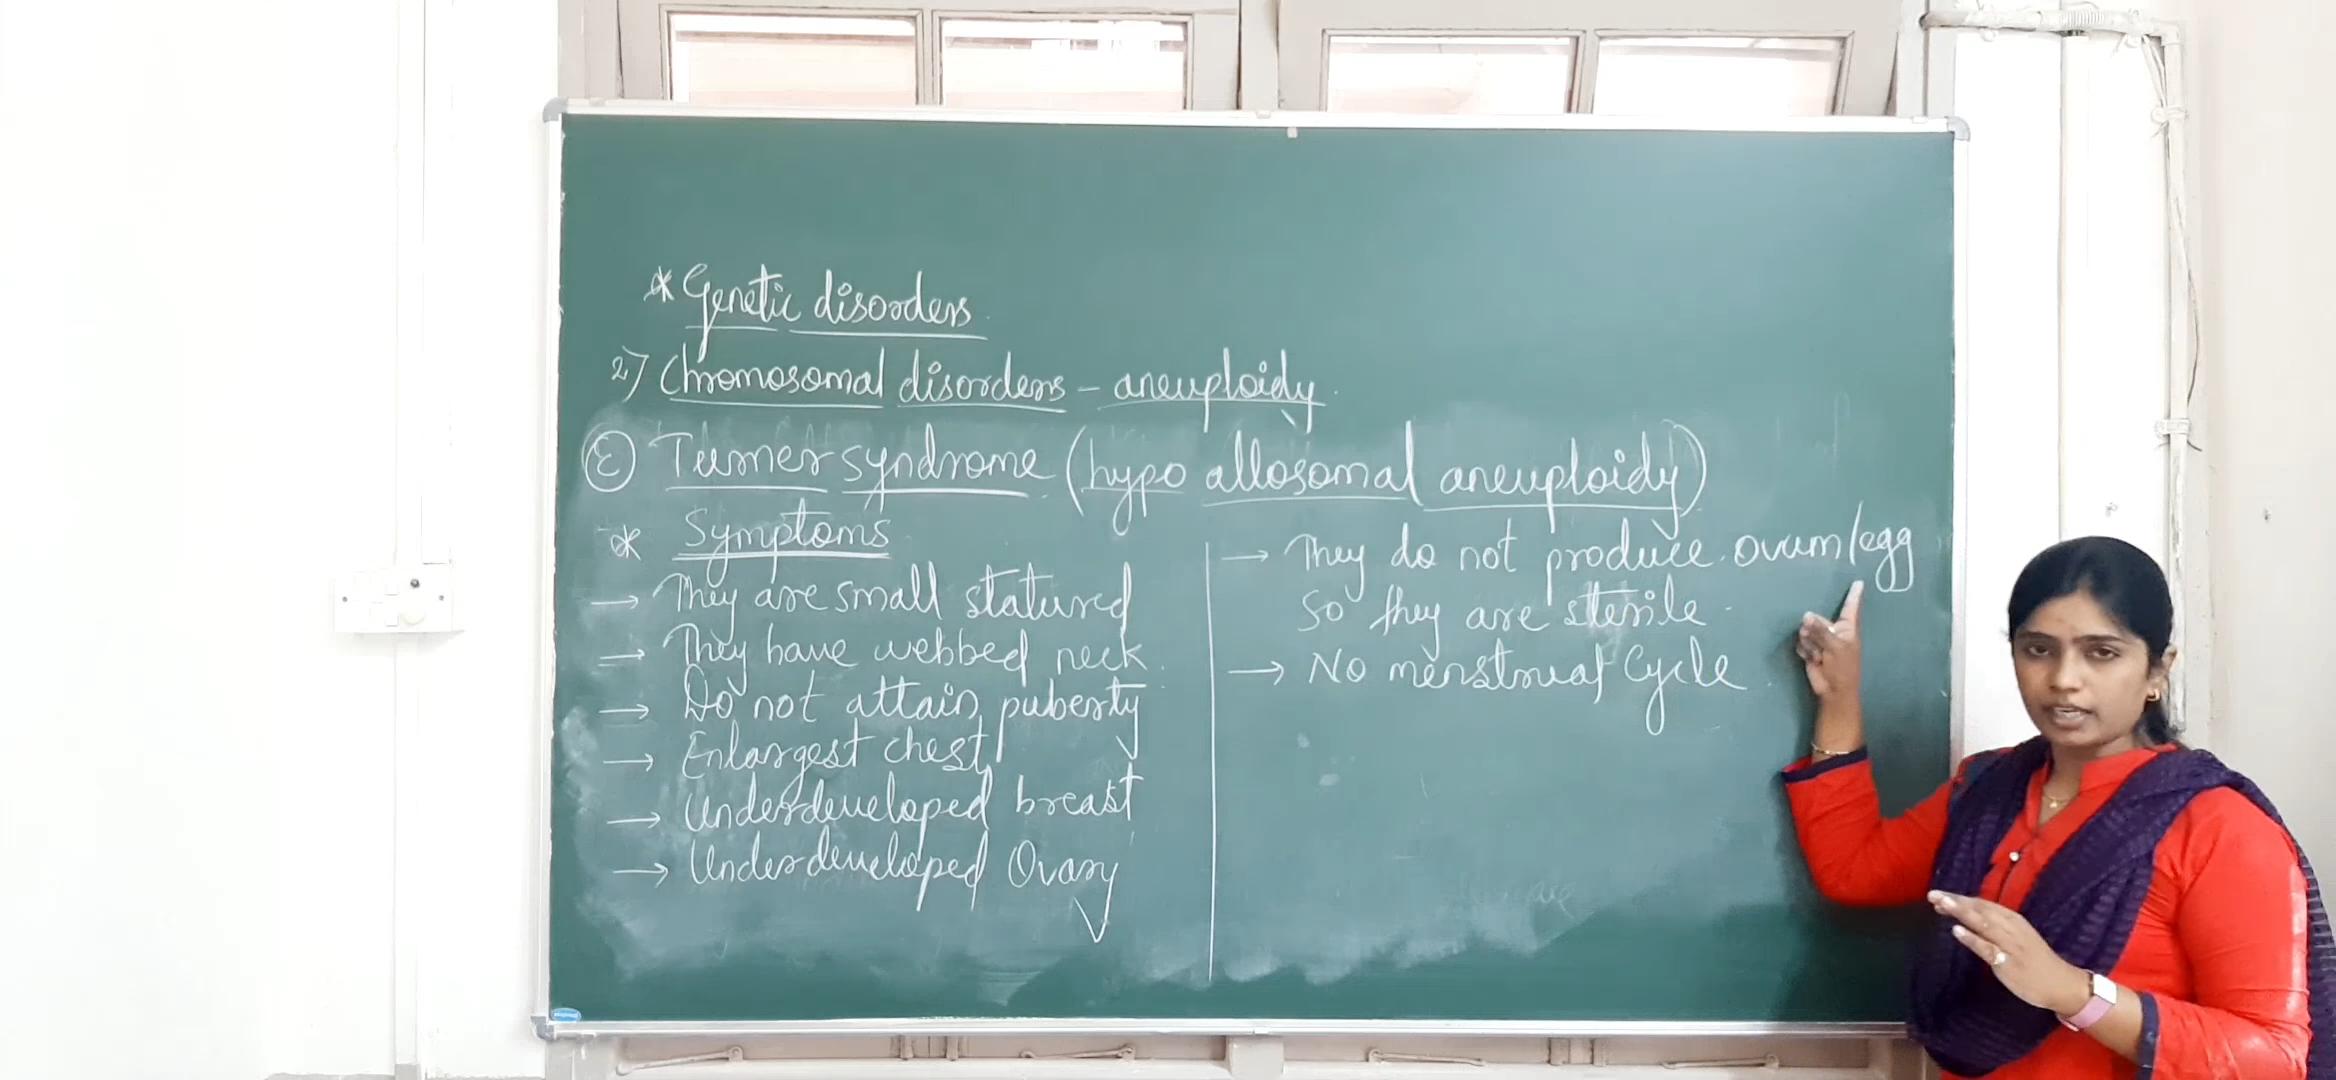 * Genetic disorders
2) Chromosomal disorders - aneuploidy
ε Turner syndrome (hypo allosomal aneuploidy)
* Symptoms
→ They are small statured
→ They have webbed neck.
→ Do not attain puberty
→ Enlargest chest
→ Underdeveloped breast
→ Underdeveloped Ovary
→ They do not produce ovum/egg
So they are sterile.
→ No menstrual Cycle